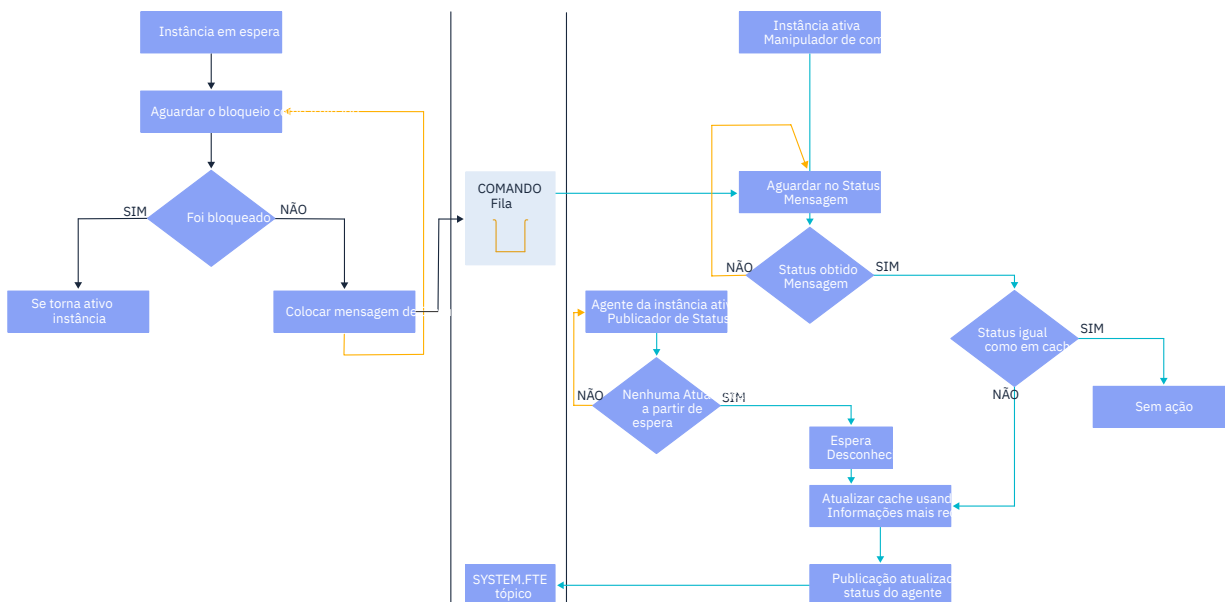 Instância em espera
Aguardar o bloqueio
Foi bloqueado
SIM
NÃO
Se torna ativo
instância
Colocar mensagem de
COMANDO
Fila
SYSTEM.FTE
tópico
Instância ativa
Manipulador de com
Aguardar no Status
Mensagem
Status obtido
Mensagem
NÃO
SIM
Agente da instância ativ
Publicador de Status
Nenhuma Atua
a partir de
espera
NÃO
SIM
Status igual
como em cach
SIM
NÃO
Sem ação
Espera
Desconhec
Atualizar cache usand
Informações mais re
Publicação atualizad
status do agente